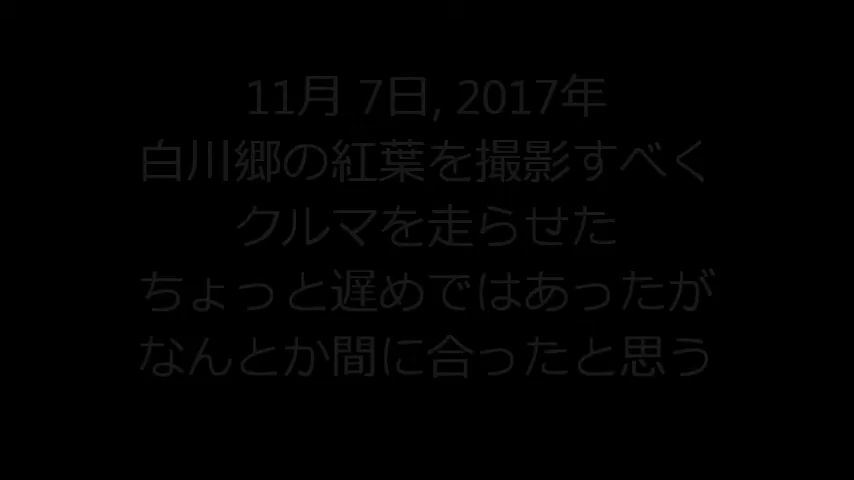 11月 7日, 2017年
白川郷の紅葉を撮影すべく
クルマを走らせた
ちょっと遅めではあったが
なんとか間に合ったと思う